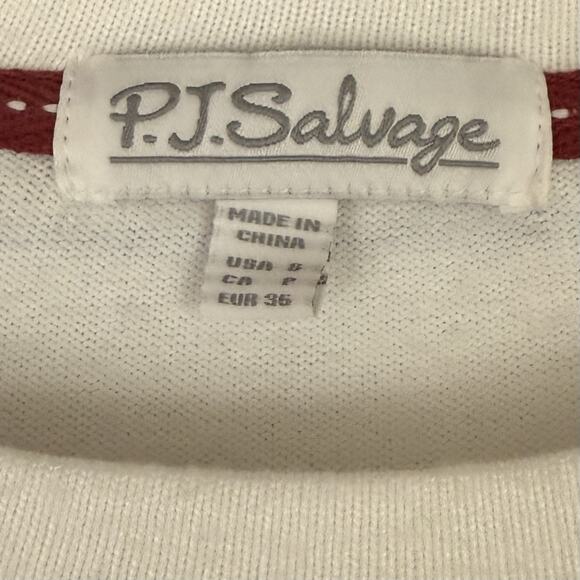 P.J.Salvage
MADE IN
CHINA
USA S
CA P
EUR 36